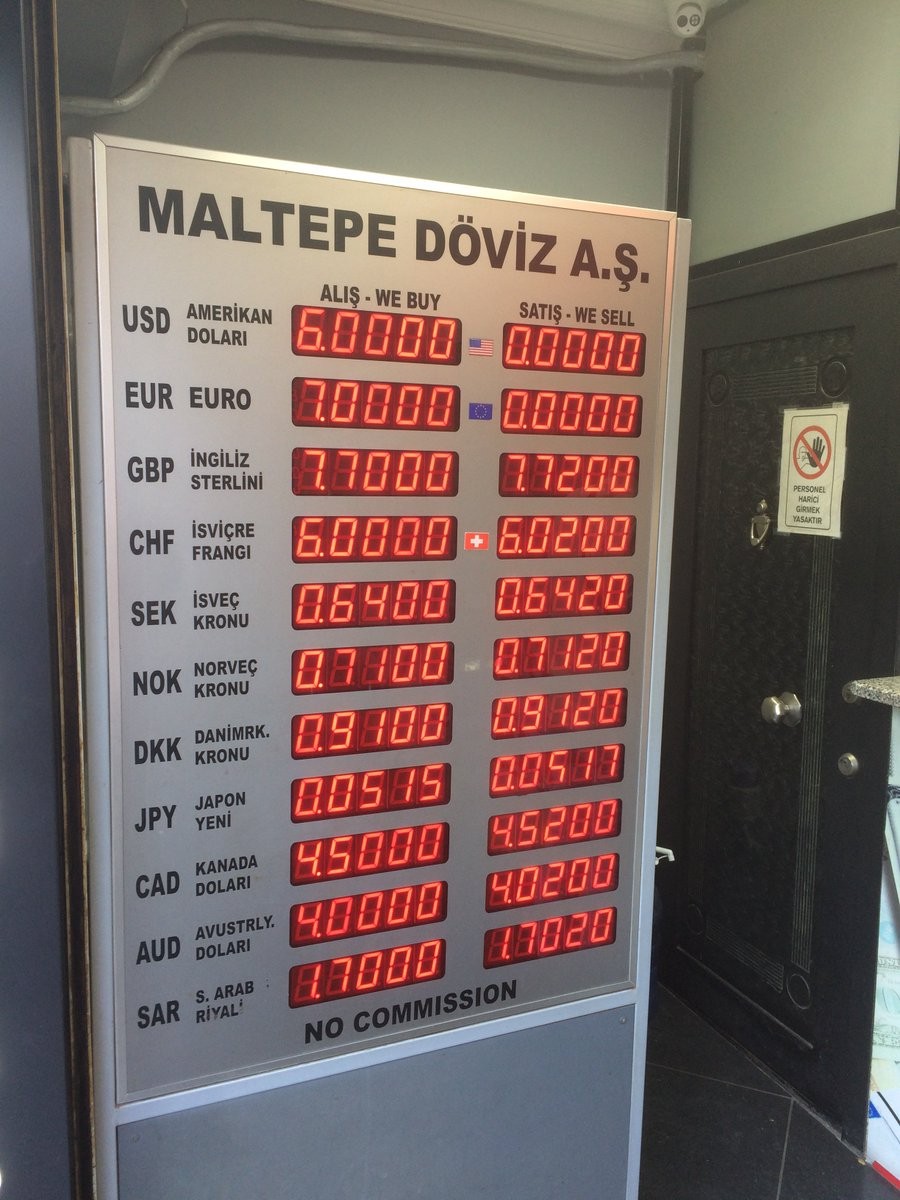 MALTEPE DÖVİZ A.Ş.
ALIŞ - WE BUY SATIŞ - WE SELL
USD AMERİKAN DOLARI 6.0000 0.0000
EUR EURO 7.0000 0.0000
GBP İNGİLİZ STERLİNİ 7.7000 7.7200
CHF İSVİÇRE FRANGI 6.0000 6.0200
SEK İSVEÇ KRONU 0.6400 0.6420
NOK NORVEÇ KRONU 0.7100 0.7120
DKK DANİMRK. KRONU 0.9100 0.9120
JPY JAPON YENİ 0.0515 0.0517
CAD KANADA DOLARI 4.5000 4.5200
AUD AVUSTRLY. DOLARI 4.0000 4.0200
SAR S. ARAB RİYALİ 1.7000 1.7020
NO COMMISSION
PERSONEL
HARİCİ
GİRMEK
YASAKTIR